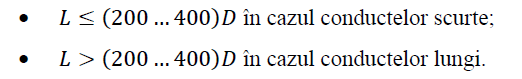 • L ≤ (200 … 400)D în cazul conductelor scurte;
• L > (200 … 400)D în cazul conductelor lungi.